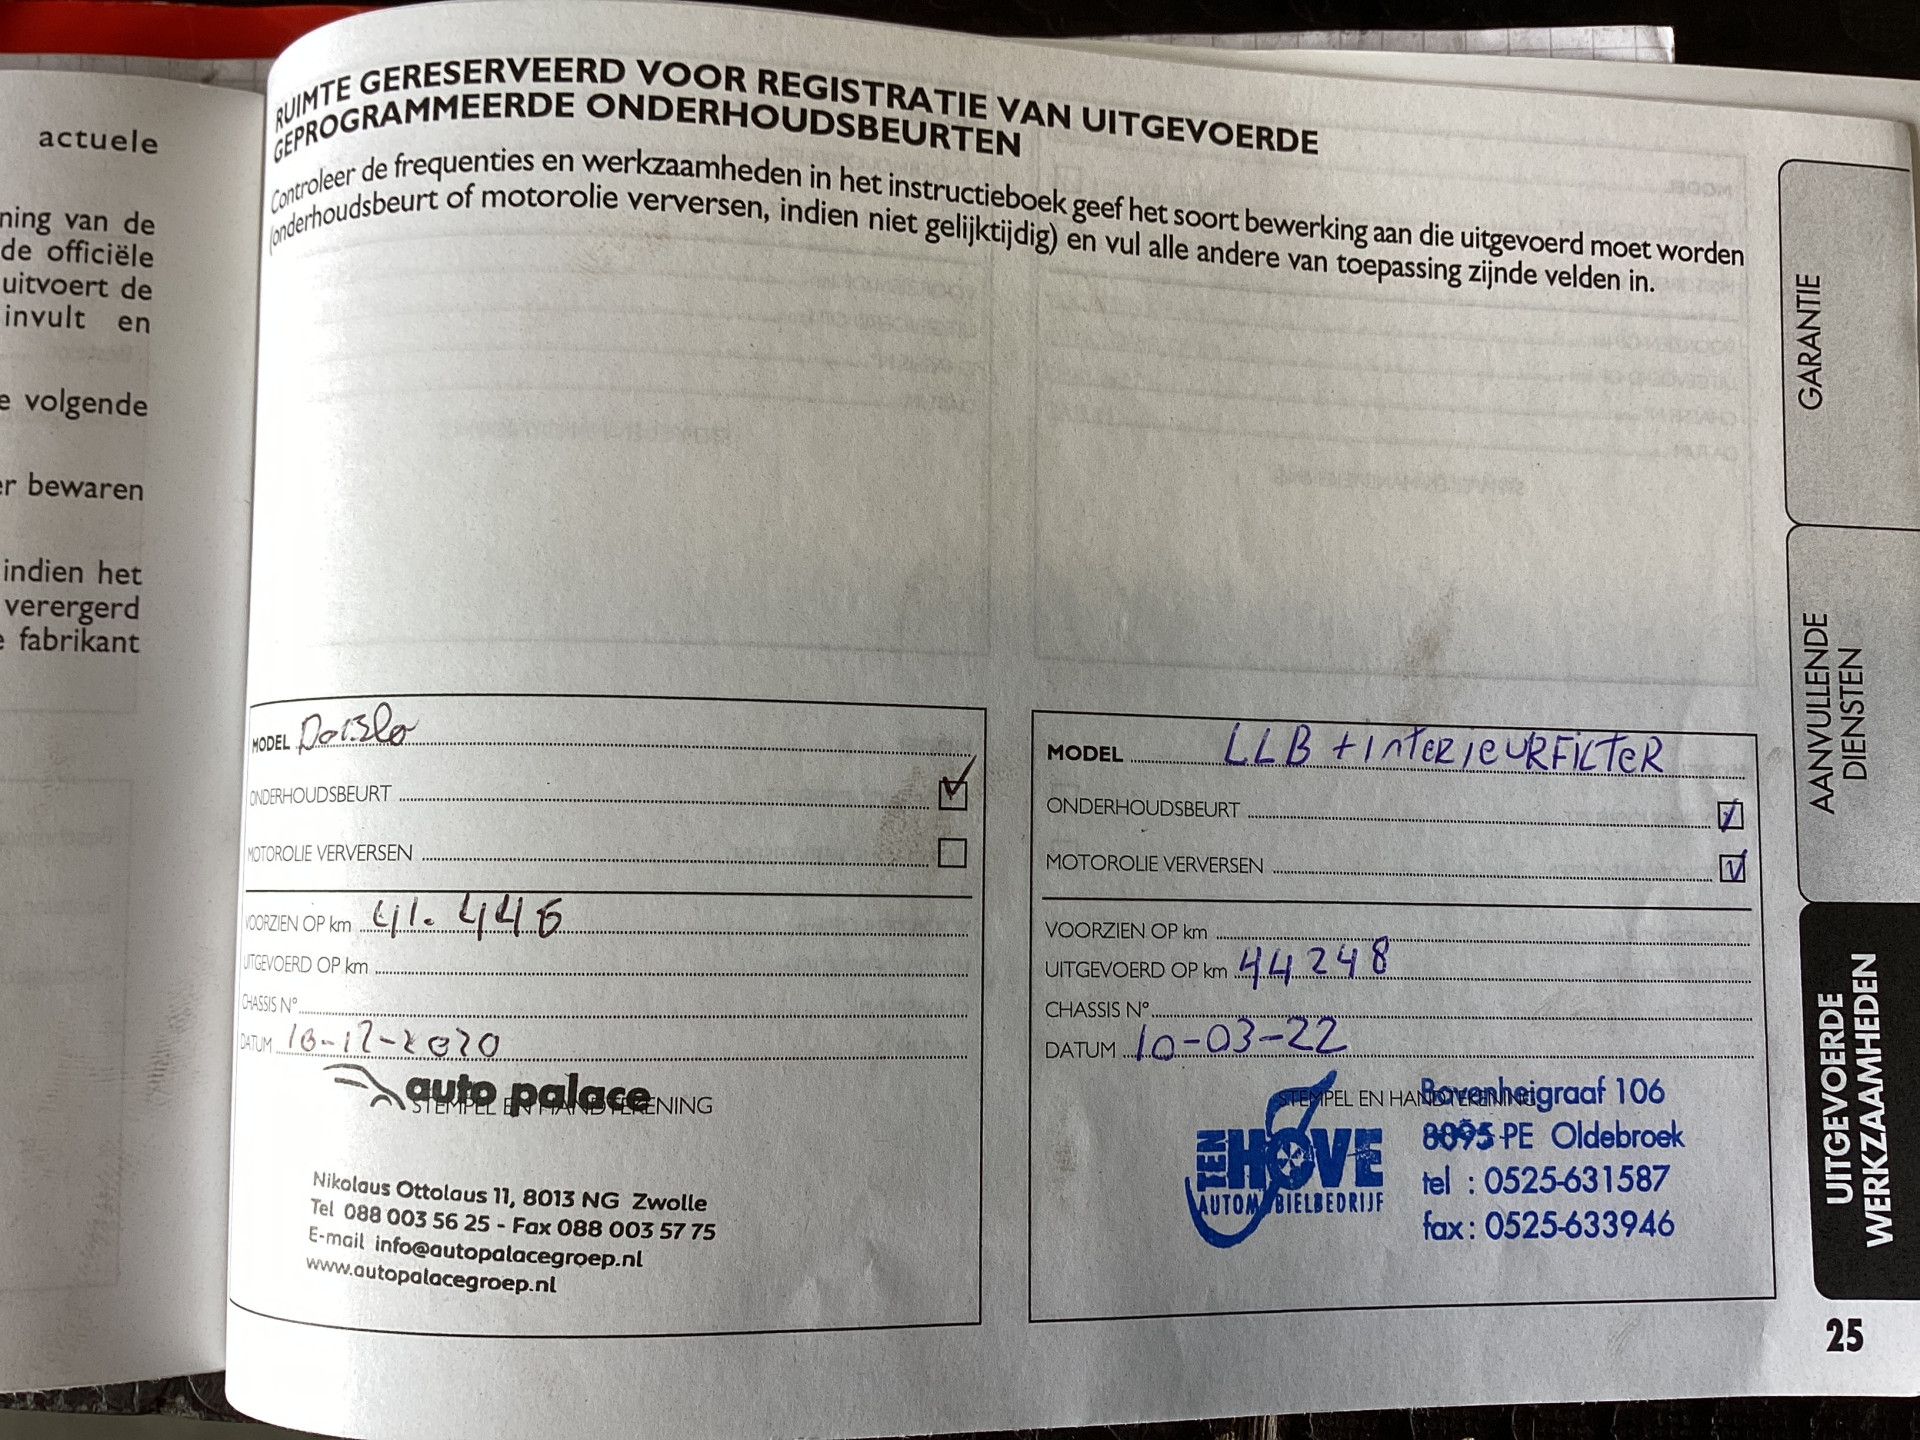 actuele
ning van de
de officiële
uitvoert de
invult en
e volgende
er bewaren
indien het
verergerd
e fabrikant
RUIMTE GERESERVEERD VOOR REGISTRATIE VAN UITGEVOERDE
GEPROGRAMMEERDE ONDERHOUDSBEURTEN
Controleer de frequenties en werkzaamheden in het instructieboek geef het soort bewerking aan die uitgevoerd moet worden
(onderhoudsbeurt of motorolie verversen, indien niet gelijktijdig) en vul alle andere van toepassing zijnde velden in.
MODEL Doblo
ONDERHOUDSBEURT
MOTOROLIE VERVERSEN
VOORZIEN OP km 41.446
UITGEVOERD OP km
CHASSIS N°
DATUM 10-12-2020
auto palace
STEMPEL EN HANDTEKENING
Nikolaus Ottolaus 11, 8013 NG Zwolle
Tel 088 003 56 25 - Fax 088 003 57 75
E-mail info@autopalacegroep.nl
www.autopalacegroep.nl
MODEL LLB + interieurFilter
ONDERHOUDSBEURT
MOTOROLIE VERVERSEN
VOORZIEN OP km
UITGEVOERD OP km 44248
CHASSIS N°
DATUM 10-03-22
STEMPEL EN HANDTEKENING
TEN HOVE
AUTOMOBIELBEDRIJF
Bovenheigraaf 106
8095 PE Oldebroek
tel : 0525-631587
fax : 0525-633946
GARANTIE
AANVULLENDE
DIENSTEN
UITGEVOERDE
WERKZAAMHEDEN
25